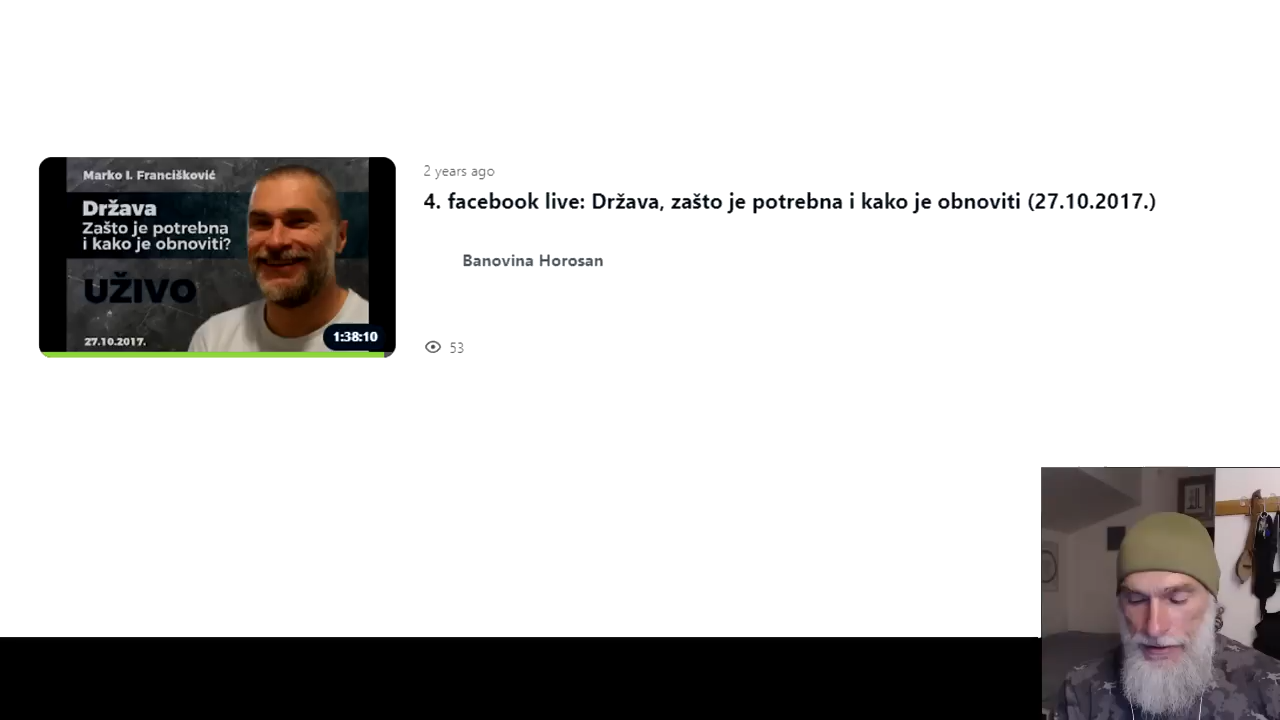 Marko I. Francišković
Država
Zašto je potrebna
i kako je obnoviti?
UŽIVO
27.10.2017.
1:38:10
2 years ago
4. facebook live: Država, zašto je potrebna i kako je obnoviti (27.10.2017.)
Banovina Horosan
53